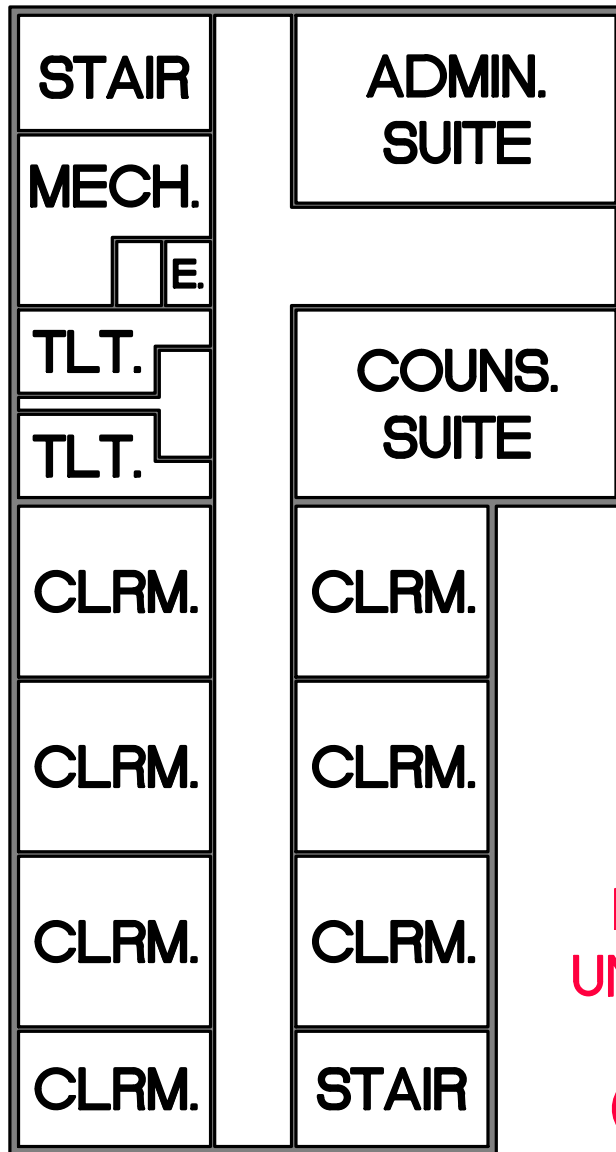 STAIR
ADMIN.
SUITE
MECH.
E.
TLT.
COUNS.
SUITE
TLT.
CLRM.
CLRM.
CLRM.
CLRM.
CLRM.
CLRM.
CLRM.
STAIR